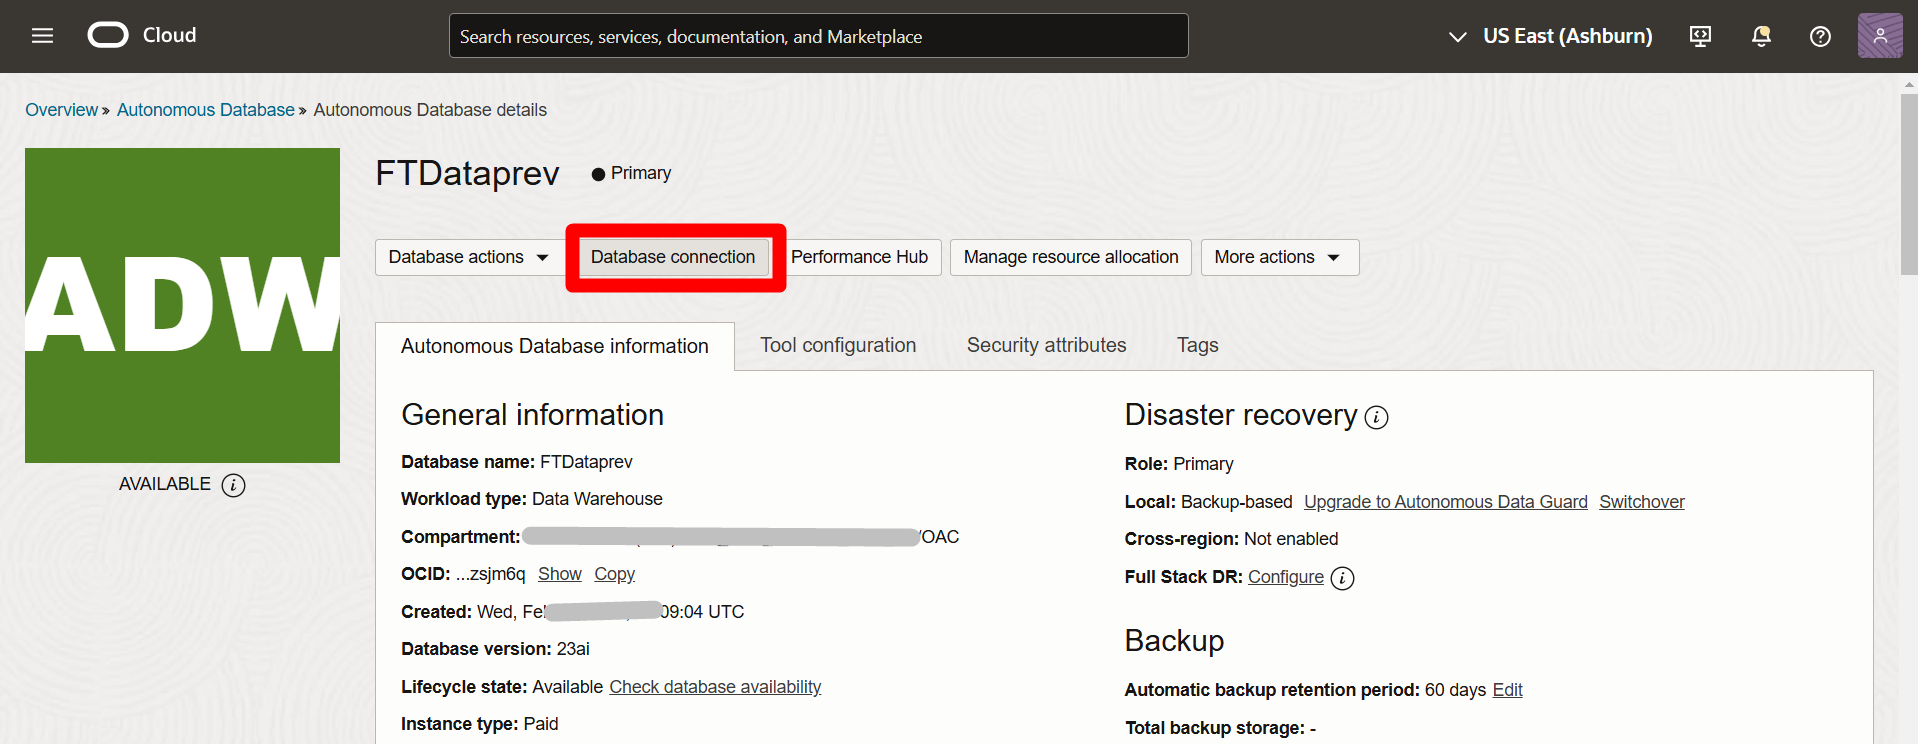 Cloud
Search resources, services, documentation, and Marketplace
US East (Ashburn)
Overview » Autonomous Database » Autonomous Database details
ADW
AVAILABLE
FTDataprev
Primary
Database actions
Database connection
Performance Hub
Manage resource allocation
More actions
Autonomous Database information
Tool configuration
Security attributes
Tags
General information
Database name: FTDataprev
Workload type: Data Warehouse
Compartment: /OAC
OCID: ...zsjm6q Show Copy
Created: Wed, Fe 09:04 UTC
Database version: 23ai
Lifecycle state: Available Check database availability
Instance type: Paid
Disaster recovery
Role: Primary
Local: Backup-based Upgrade to Autonomous Data Guard Switchover
Cross-region: Not enabled
Full Stack DR: Configure
Backup
Automatic backup retention period: 60 days Edit
Total backup storage: -